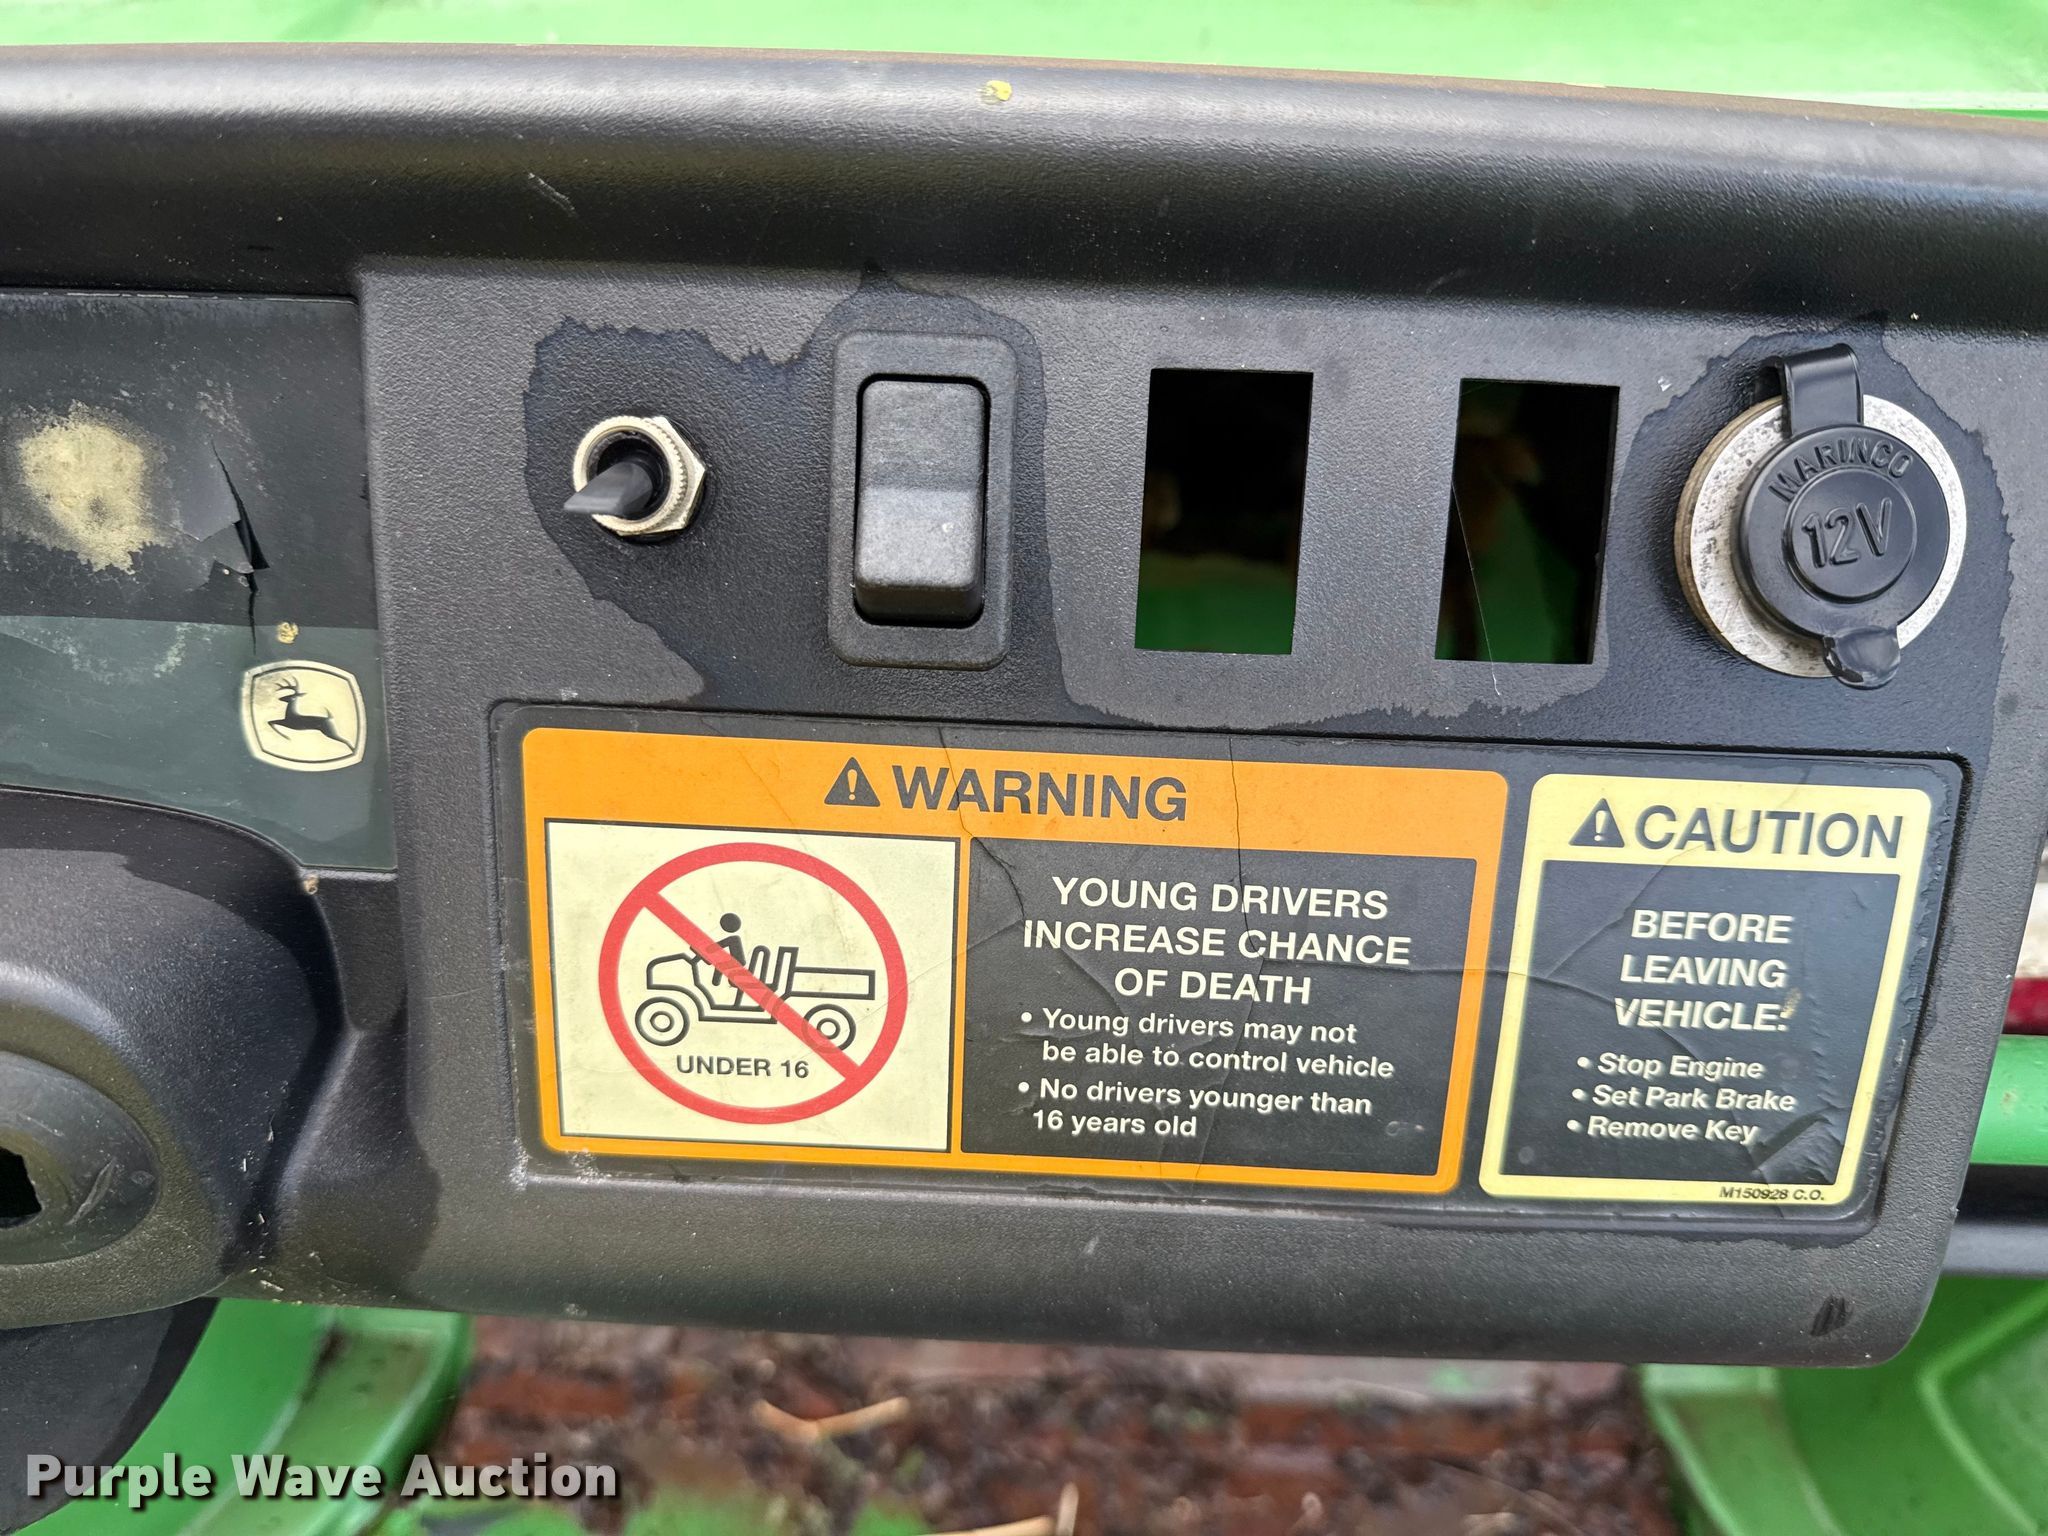 MARINCO
12V
WARNING
UNDER 16
YOUNG DRIVERS
INCREASE CHANCE
OF DEATH
• Young drivers may not
be able to control vehicle
• No drivers younger than
16 years old
CAUTION
BEFORE
LEAVING
VEHICLE:
• Stop Engine
• Set Park Brake
• Remove Key
M150928 C.O.
Purple Wave Auction